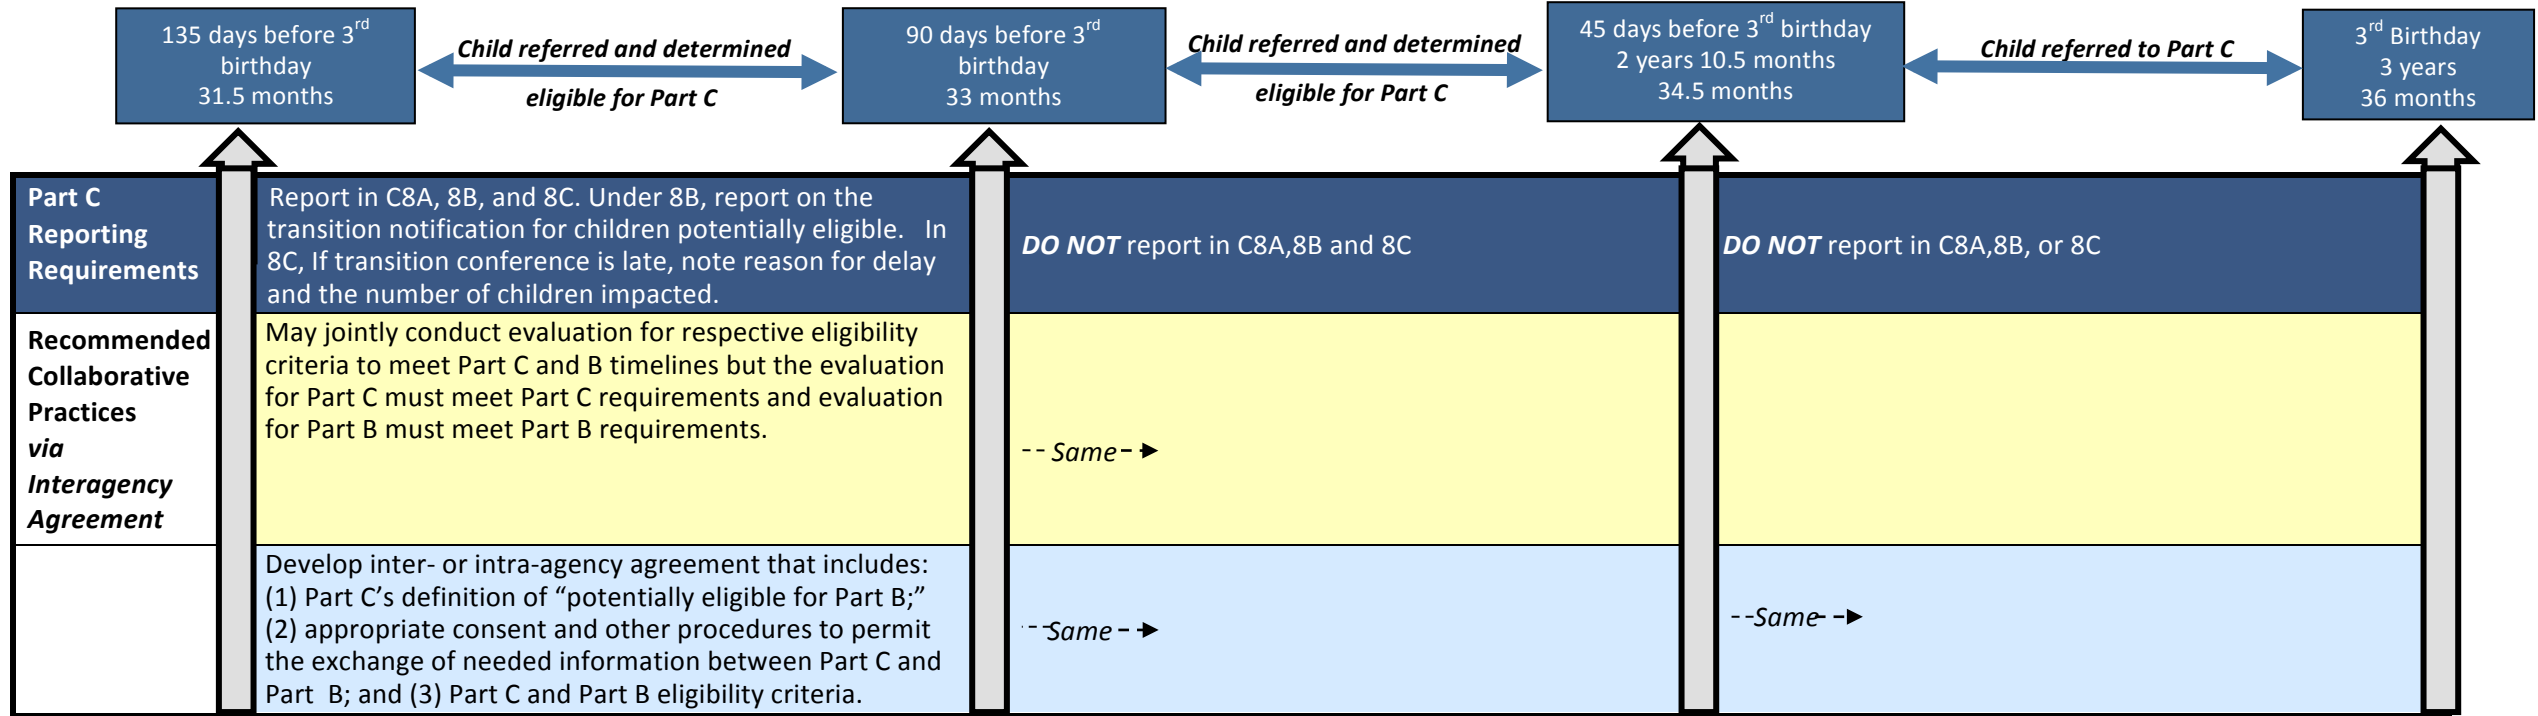 135 days before 3rd
birthday
31.5 months
Child referred and determined
eligible for Part C
90 days before 3rd
birthday
33 months
Child referred and determined
eligible for Part C
45 days before 3rd birthday
2 years 10.5 months
34.5 months
Child referred to Part C
3rd Birthday
3 years
36 months
Part C
Reporting
Requirements
Report in C8A, 8B, and 8C. Under 8B, report on the
transition notification for children potentially eligible. In
8C, If transition conference is late, note reason for delay
and the number of children impacted.
DO NOT report in C8A,8B and 8C
DO NOT report in C8A,8B, or 8C
Recommended
Collaborative
Practices
via
Interagency
Agreement
May jointly conduct evaluation for respective eligibility
criteria to meet Part C and B timelines but the evaluation
for Part C must meet Part C requirements and evaluation
for Part B must meet Part B requirements.
Same
Develop inter- or intra-agency agreement that includes:
(1) Part C’s definition of “potentially eligible for Part B;”
(2) appropriate consent and other procedures to permit
the exchange of needed information between Part C and
Part B; and (3) Part C and Part B eligibility criteria.
Same
Same